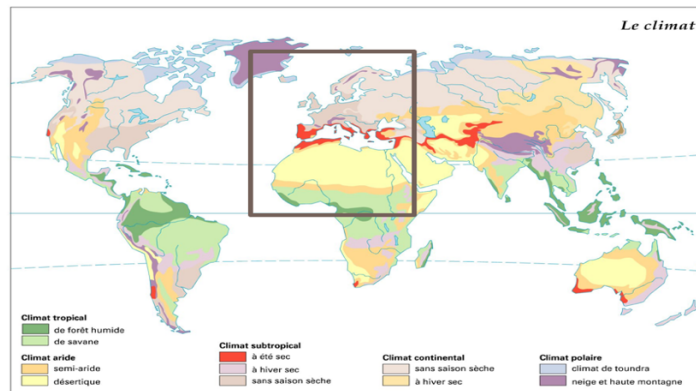 Le climat
Climat tropical
de forêt humide
de savane
Climat aride
semi-aride
désertique
Climat subtropical
à été sec
à hiver sec
sans saison sèche
Climat continental
sans saison sèche
à hiver sec
Climat polaire
climat de toundra
neige et haute montagne